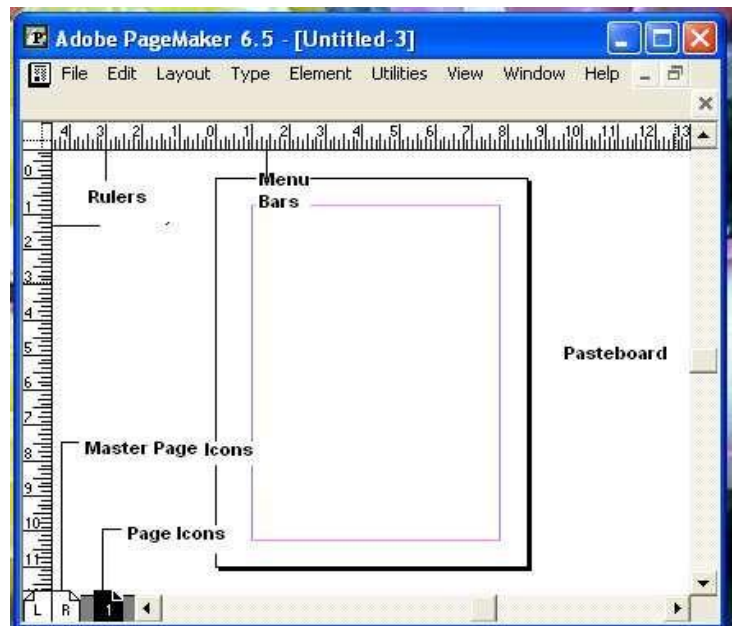 Adobe PageMaker 6.5 - [Untitled-3]
File Edit Layout Type Element Utilities View Window Help
4 3 2 1 0 1 2 3 4 5 6 7 8 9 10 11 12 13
0
1
2
3
4
5
6
7
8
9
10
11
Menu
Bars
Rulers
Pasteboard
Master Page Icons
Page Icons
L R 1